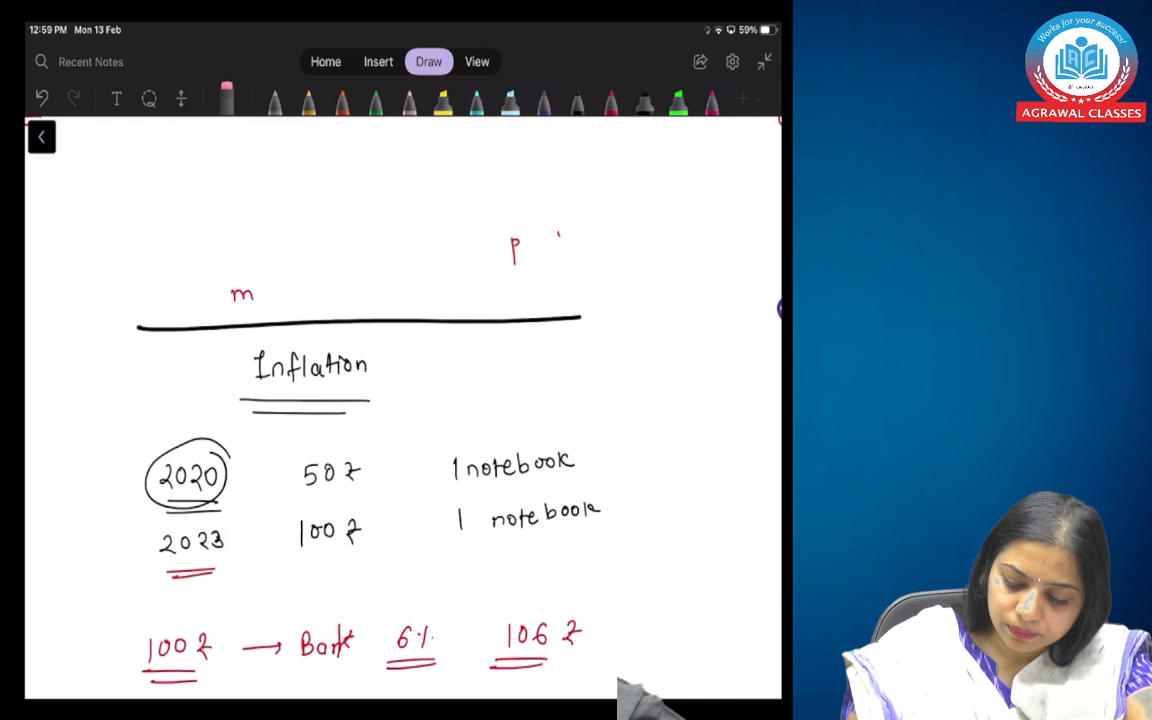 12:59 PM Mon 13 Feb
59%
Recent Notes
Home Insert Draw View
Works for your success!
AC
AGRAWAL CLASSES
p
m
Inflation
2020 50₹ 1 notebook
2023 100₹ 1 notebook
100₹ → Bank 6% 106₹